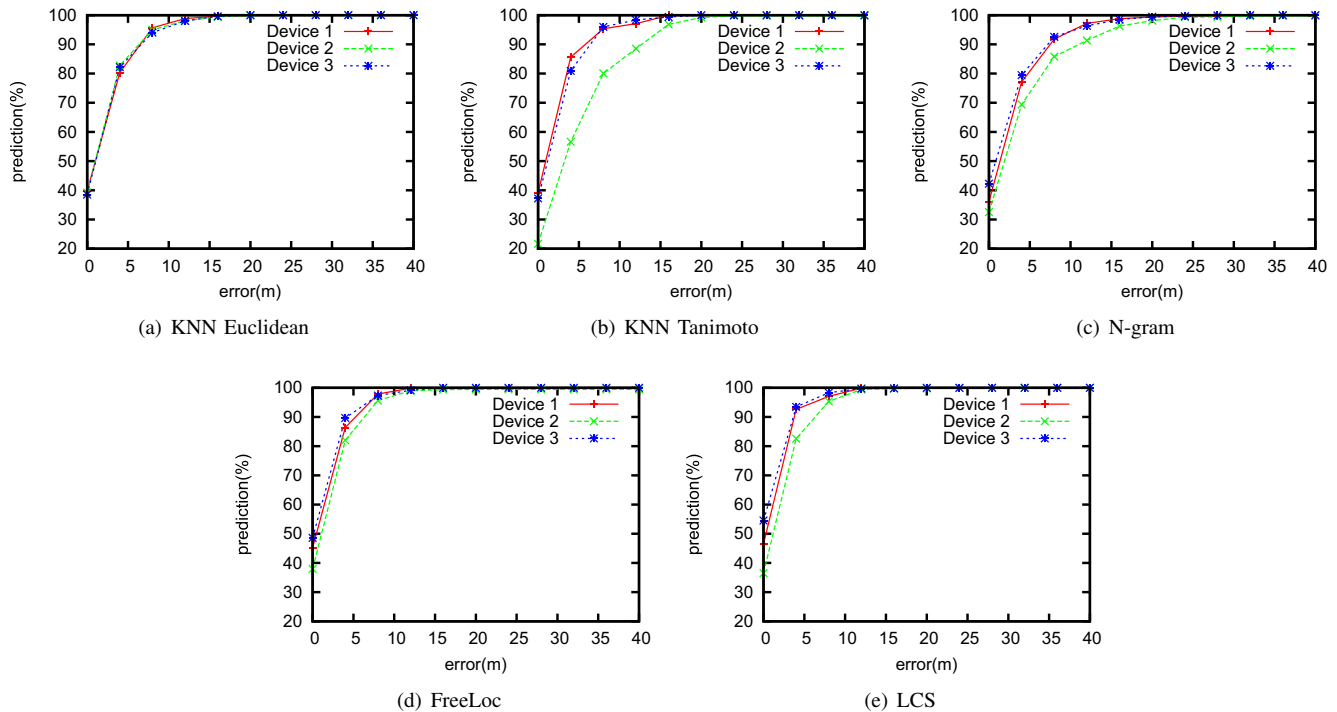 100
90
80
70
60
50
40
30
20
prediction(%)
0 5 10 15 20 25 30 35 40
error(m)
Device 1
Device 2
Device 3
(a) KNN Euclidean
100
90
80
70
60
50
40
30
20
prediction(%)
0 5 10 15 20 25 30 35 40
error(m)
Device 1
Device 2
Device 3
(b) KNN Tanimoto
100
90
80
70
60
50
40
30
20
prediction(%)
0 5 10 15 20 25 30 35 40
error(m)
Device 1
Device 2
Device 3
(c) N-gram
100
90
80
70
60
50
40
30
20
prediction(%)
0 5 10 15 20 25 30 35 40
error(m)
Device 1
Device 2
Device 3
(d) FreeLoc
100
90
80
70
60
50
40
30
20
prediction(%)
0 5 10 15 20 25 30 35 40
error(m)
Device 1
Device 2
Device 3
(e) LCS